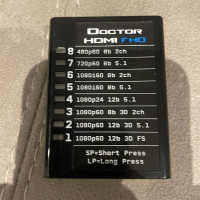 DOCTOR
HDMI FHD
8 480p60 8b 2ch
7 720p60 8b 5.1
6 1080i60 8b 2ch
5 1080i60 8b 5.1
4 1080p24 12b 5.1
3 1080p60 8b 3D 2ch
2 1080p60 12b 3D 5.1
1 1080p60 12b 3D FS
SP=Short Press
LP=Long Press